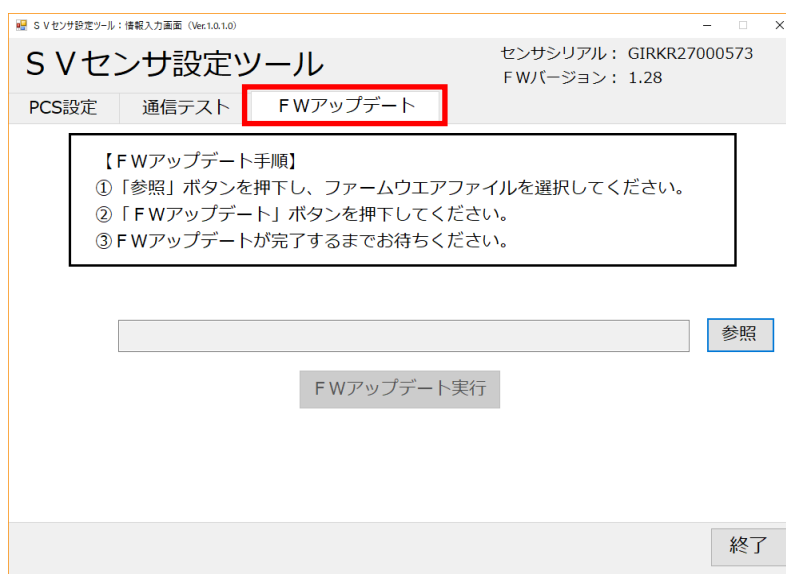 ＳＶセンサ設定ツール：情報入力画面（Ver.1.0.1.0）
ＳＶセンサ設定ツール
センサシリアル： GIRKR27000573
ＦＷバージョン： 1.28
PCS設定 通信テスト ＦＷアップデート
【ＦＷアップデート手順】
①「参照」ボタンを押下し、ファームウエアファイルを選択してください。
②「ＦＷアップデート」ボタンを押下してください。
③ＦＷアップデートが完了するまでお待ちください。
参照
ＦＷアップデート実行
終了